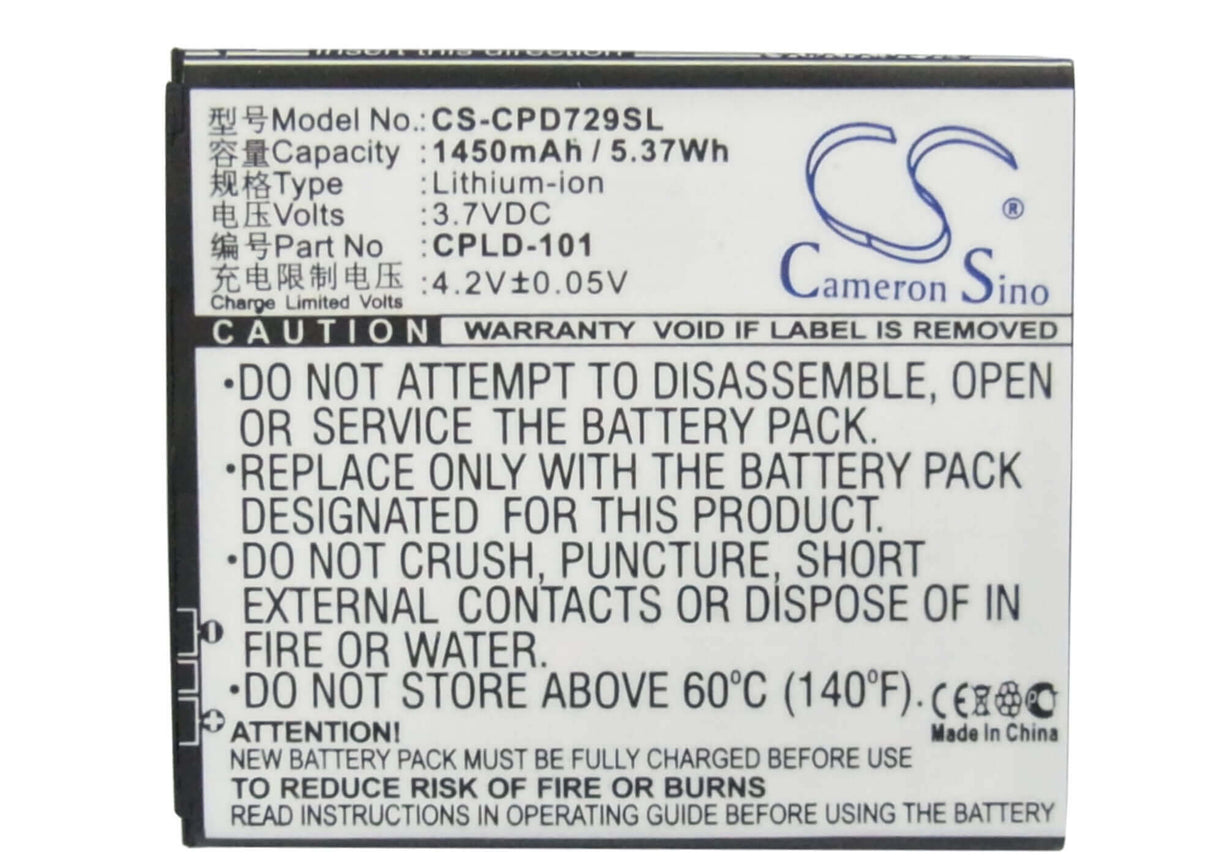 Insert this direction
型号Model No.: CS-CPD729SL
容量Capacity :1450mAh / 5.37Wh
规格Type :Lithium-ion
电压Volts :3.7VDC
编号Part No :CPLD-101
充电限制电压 :4.2V±0.05V
Charge Limited Volts
CS ®
Cameron Sino
CAUTION WARRANTY VOID IF LABEL IS REMOVED
•DO NOT ATTEMPT TO DISASSEMBLE, OPEN
OR SERVICE THE BATTERY PACK.
•REPLACE ONLY WITH THE BATTERY PACK
DESIGNATED FOR THIS PRODUCT.
•DO NOT CRUSH, PUNCTURE, SHORT
EXTERNAL CONTACTS OR DISPOSE OF IN
FIRE OR WATER.
•DO NOT STORE ABOVE 60°C (140°F).
CE
Made In China
ATTENTION!
NEW BATTERY PACK MUST BE FULLY CHARGED BEFORE USE
TO REDUCE RISK OF FIRE OR BURNS
READ INSTRUCTIONS IN OPERATING GUIDE BEFORE USING THE BATTERY